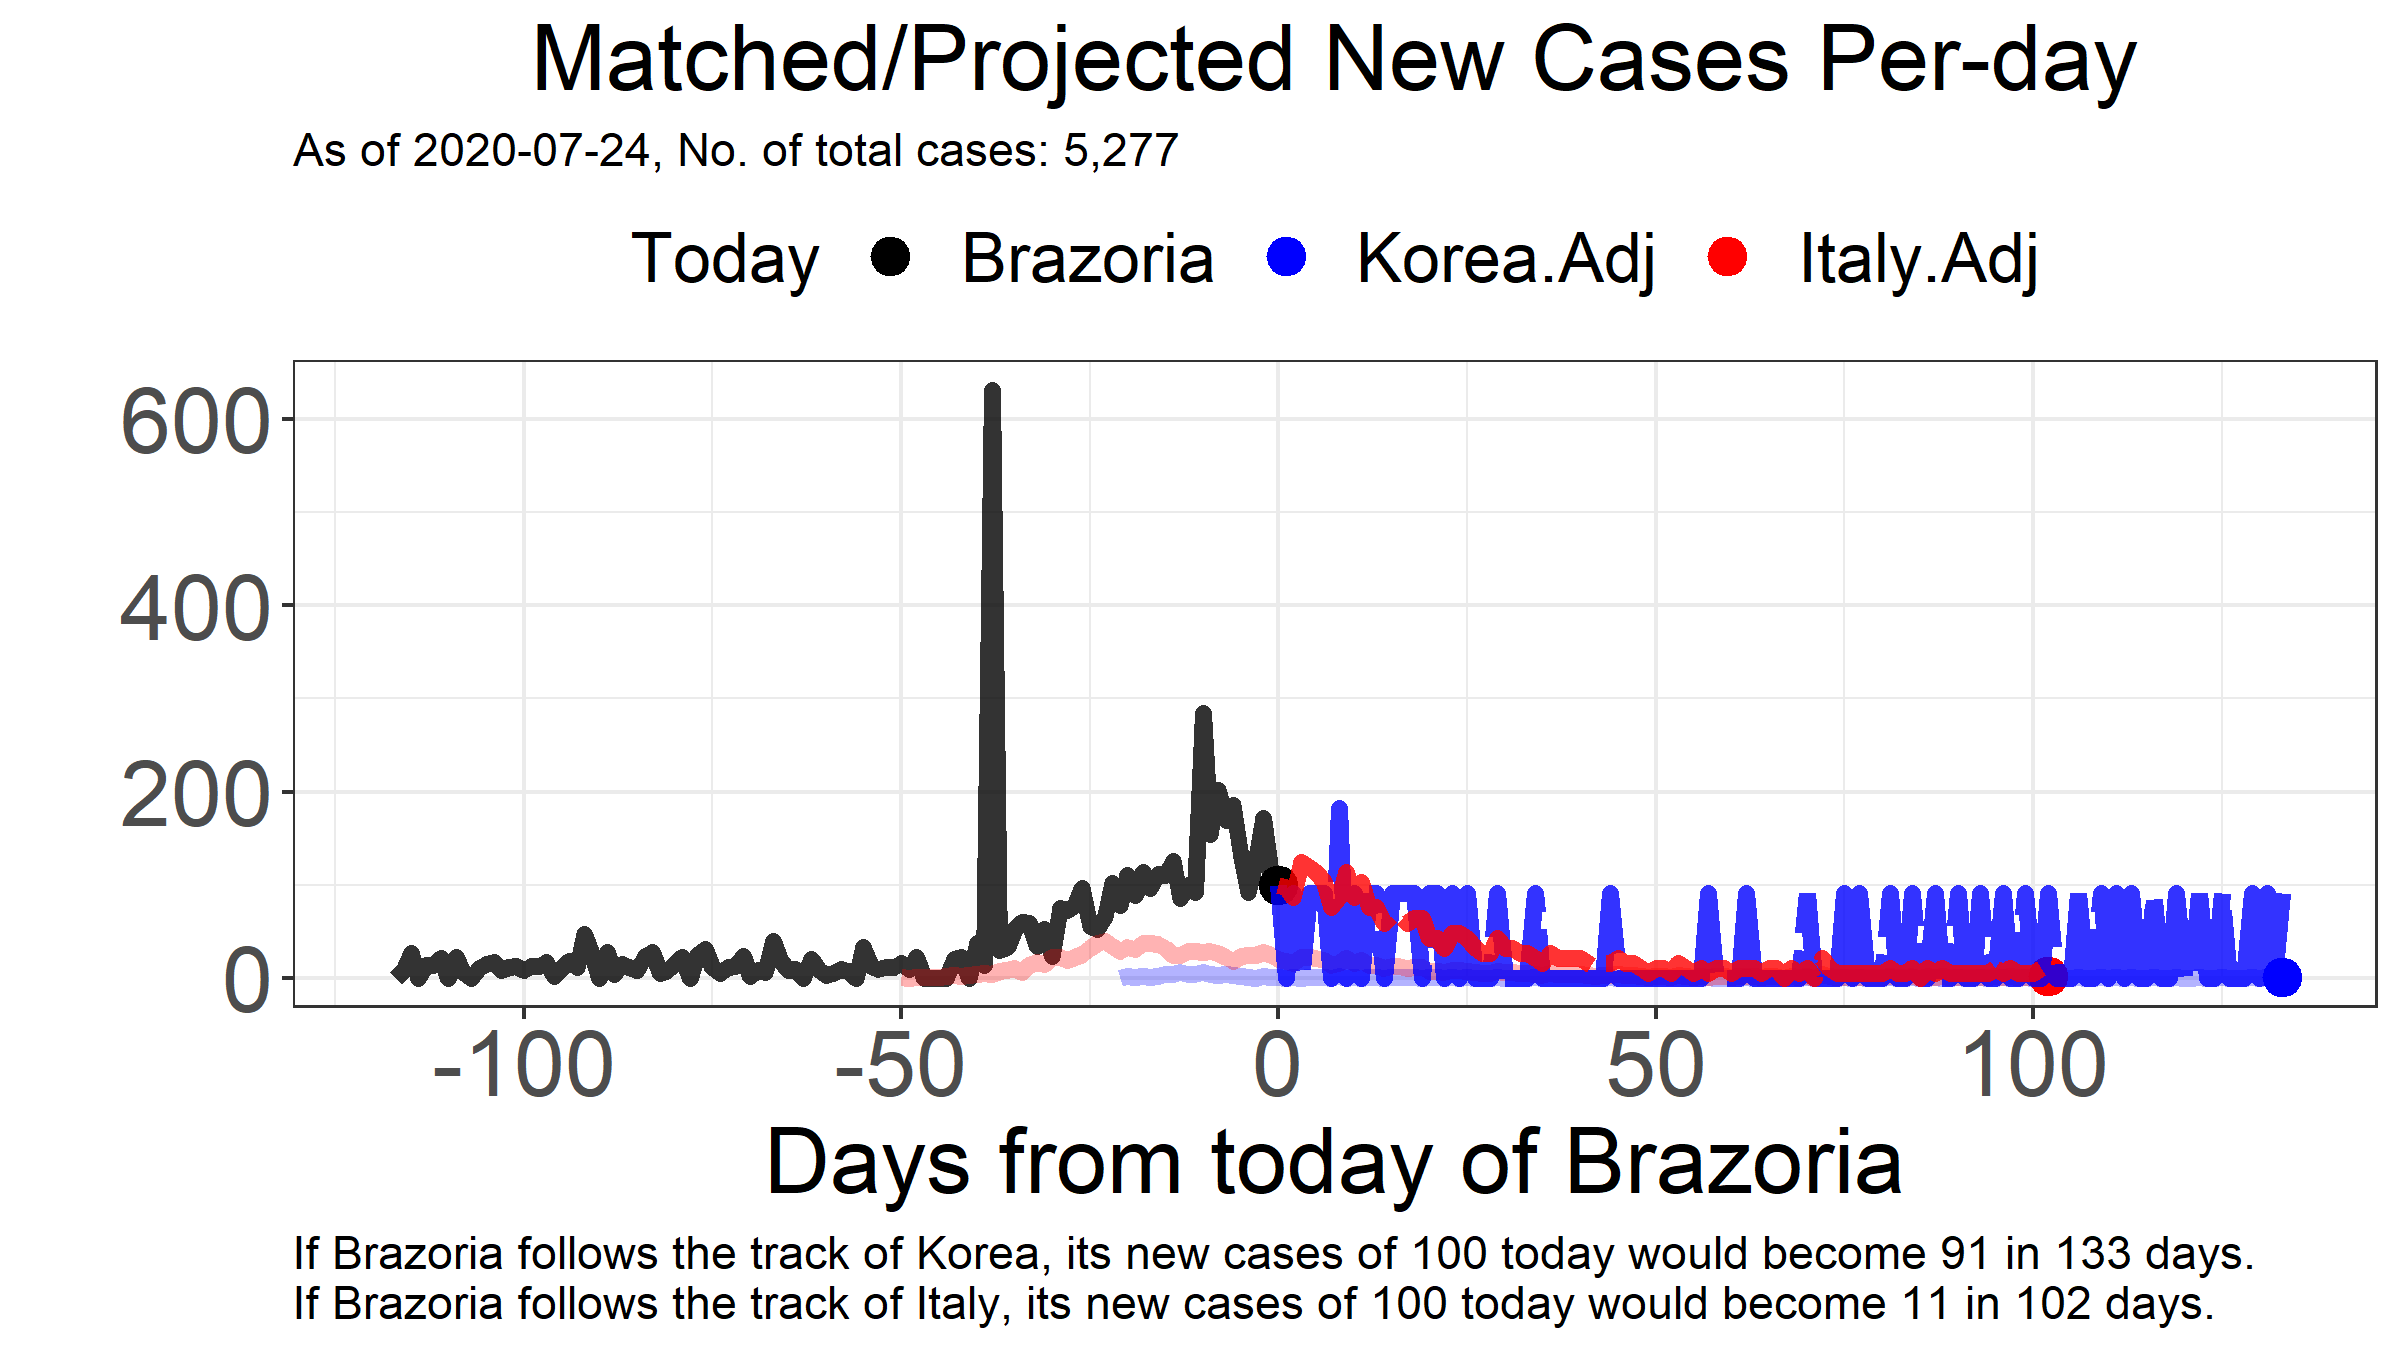 Matched/Projected New Cases Per-day
As of 2020-07-24, No. of total cases: 5,277
Today Brazoria Korea.Adj Italy.Adj
600
400
200
0
-100 -50 0 50 100
Days from today of Brazoria
If Brazoria follows the track of Korea, its new cases of 100 today would become 91 in 133 days.
If Brazoria follows the track of Italy, its new cases of 100 today would become 11 in 102 days.